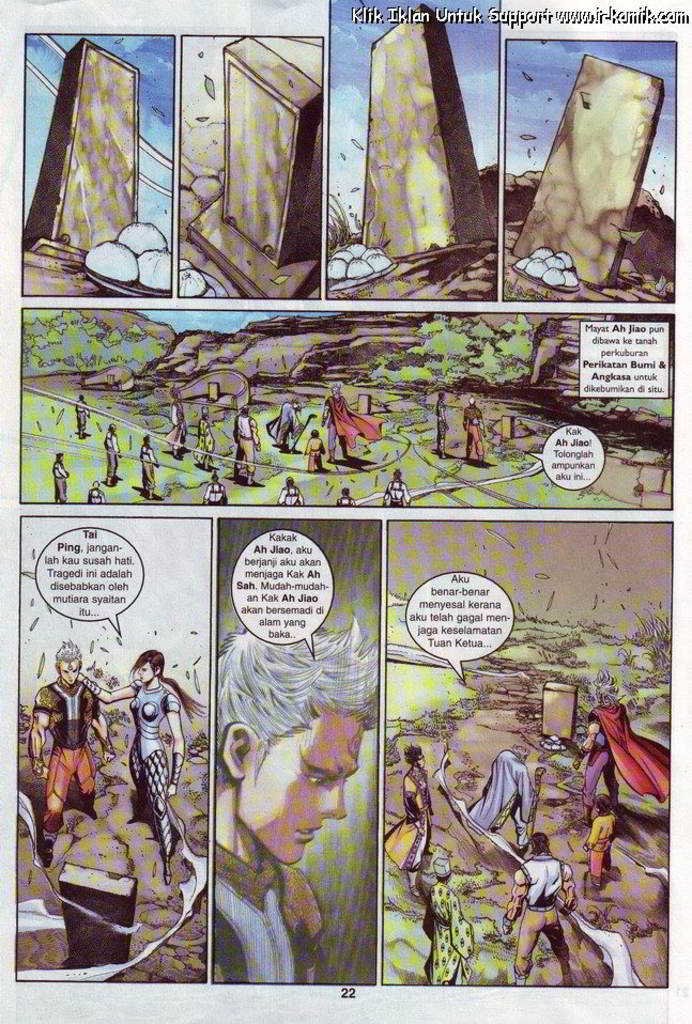 Klik Iklan Untuk Support www.ir-komik.com
Mayat Ah Jiao pun
dibawa ke tanah
perkuburan
Perikatan Bumi &
Angkasa untuk
dikebumikan di situ.
Kak
Ah Jiao!
Tolonglah
ampunkan
aku ini...
Tai
Ping, jangan-
lah kau susah hati.
Tragedi ini adalah
disebabkan oleh
mutiara syaitan
itu...
Kakak
Ah Jiao, aku
berjanji aku akan
menjaga Kak Ah
Sah. Mudah-mudah-
an Kak Ah Jiao
akan bersemadi di
alam yang
baka..
Aku
benar-benar
menyesal kerana
aku telah gagal men-
jaga keselamatan
Tuan Ketua...
22